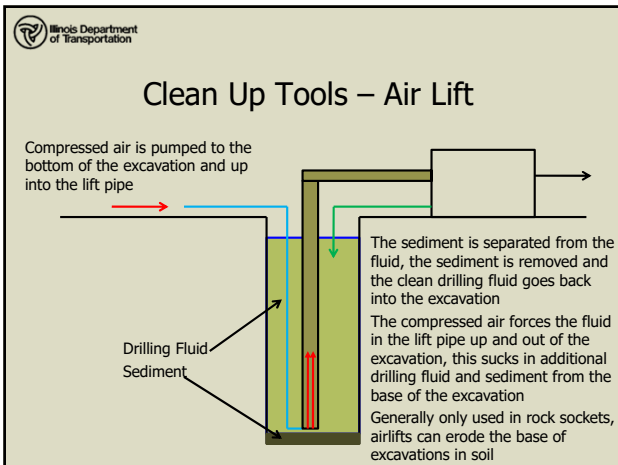 Illinois Department
of Transportation
Clean Up Tools – Air Lift
Compressed air is pumped to the
bottom of the excavation and up
into the lift pipe
The sediment is separated from the
fluid, the sediment is removed and
the clean drilling fluid goes back
into the excavation
The compressed air forces the fluid
in the lift pipe up and out of the
excavation, this sucks in additional
drilling fluid and sediment from the
base of the excavation
Generally only used in rock sockets,
airlifts can erode the base of
excavations in soil
Drilling Fluid
Sediment